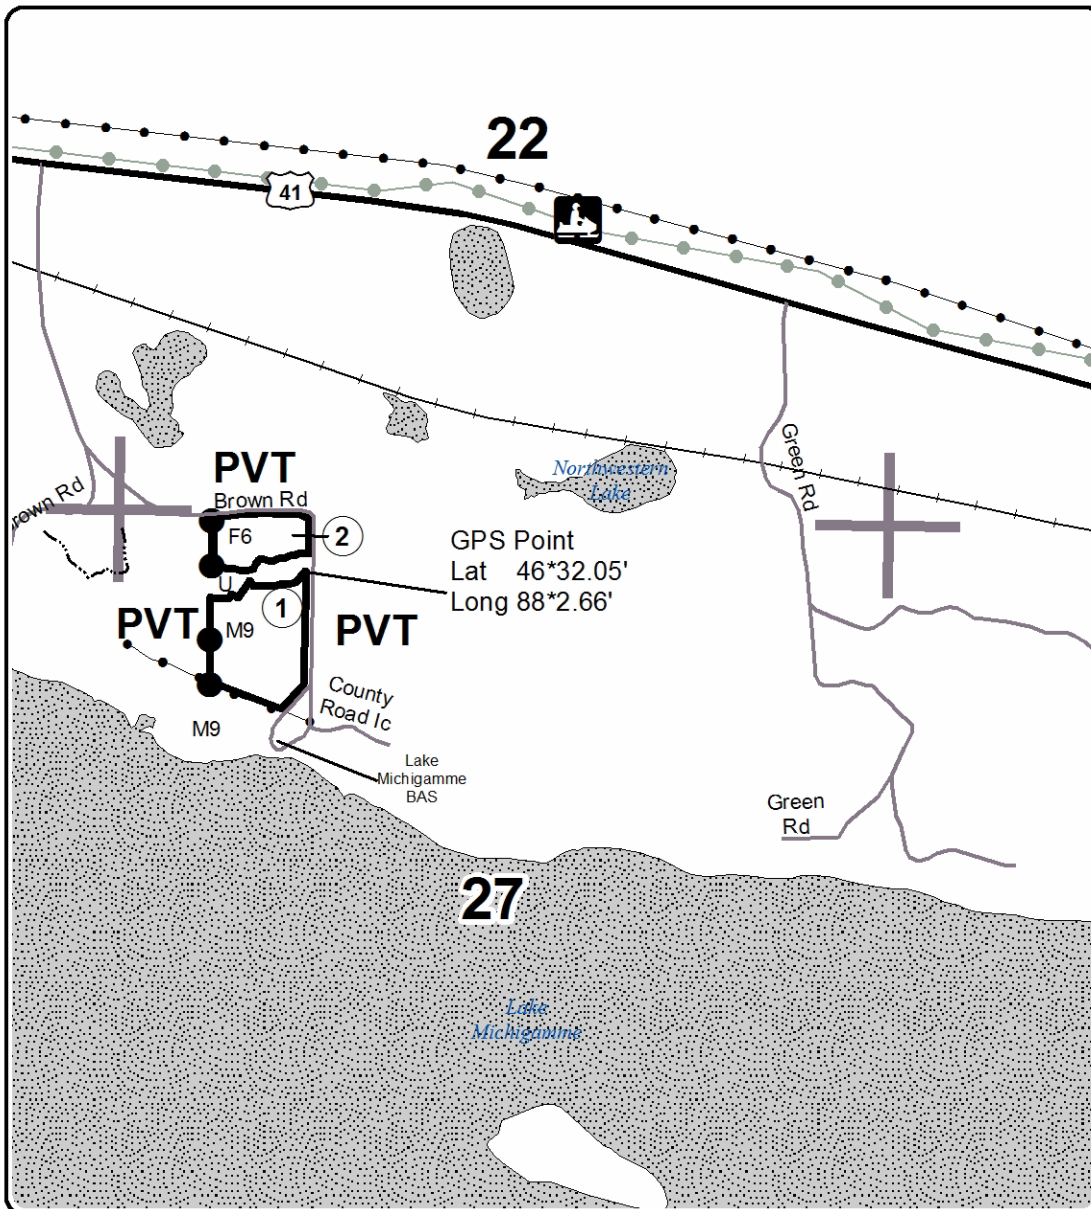 22
41
Green Rd
PVT
Northwestern
Lake
Brown Rd
rown Rd
F6
2
GPS Point
Lat 46*32.05'
Long 88*2.66'
U
1
PVT
M9
PVT
County
Road Ic
M9
Lake
Michigamme
BAS
Green
Rd
27
Lake
Michigamme